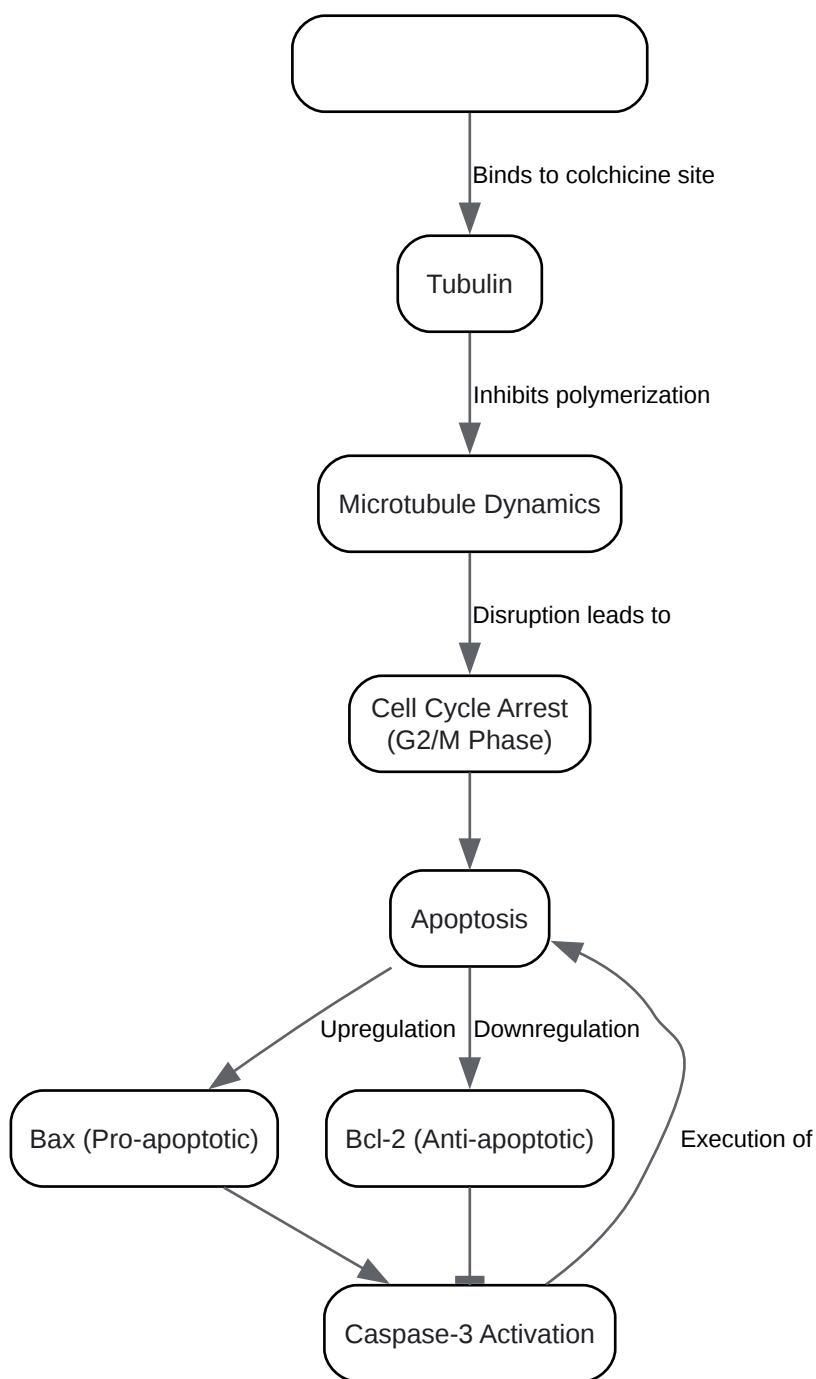 Binds to colchicine site
Tubulin
Inhibits polymerization
Microtubule Dynamics
Disruption leads to
Cell Cycle Arrest
(G2/M Phase)
Apoptosis
Upregulation
Downregulation
Bax (Pro-apoptotic)
Bcl-2 (Anti-apoptotic)
Execution of
Caspase-3 Activation